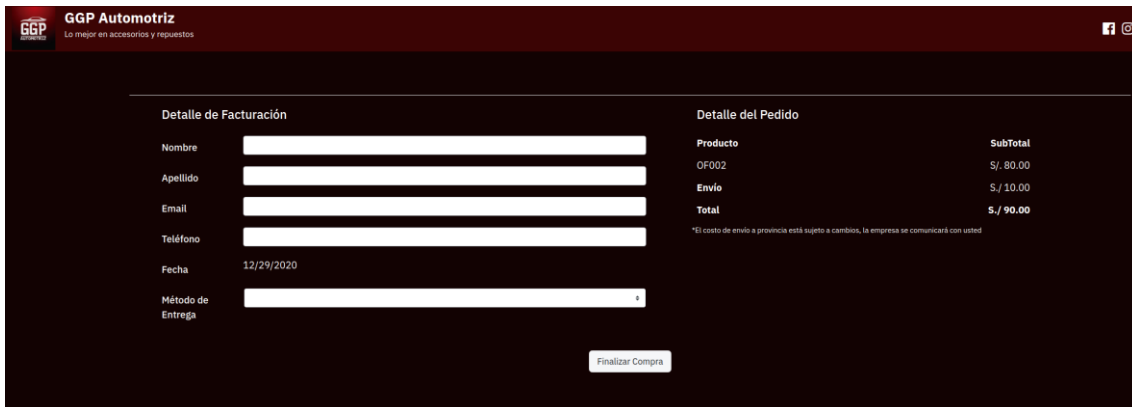 GGP
AUTOMOTRIZ
GGP Automotriz
Lo mejor en accesorios y repuestos
Detalle de Facturación
Nombre
Apellido
Email
Teléfono
Fecha 12/29/2020
Método de
Entrega
Finalizar Compra
Detalle del Pedido
Producto SubTotal
OF002 S/. 80.00
Envío S./ 10.00
Total S./ 90.00
*El costo de envío a provincia está sujeto a cambios, la empresa se comunicará con usted